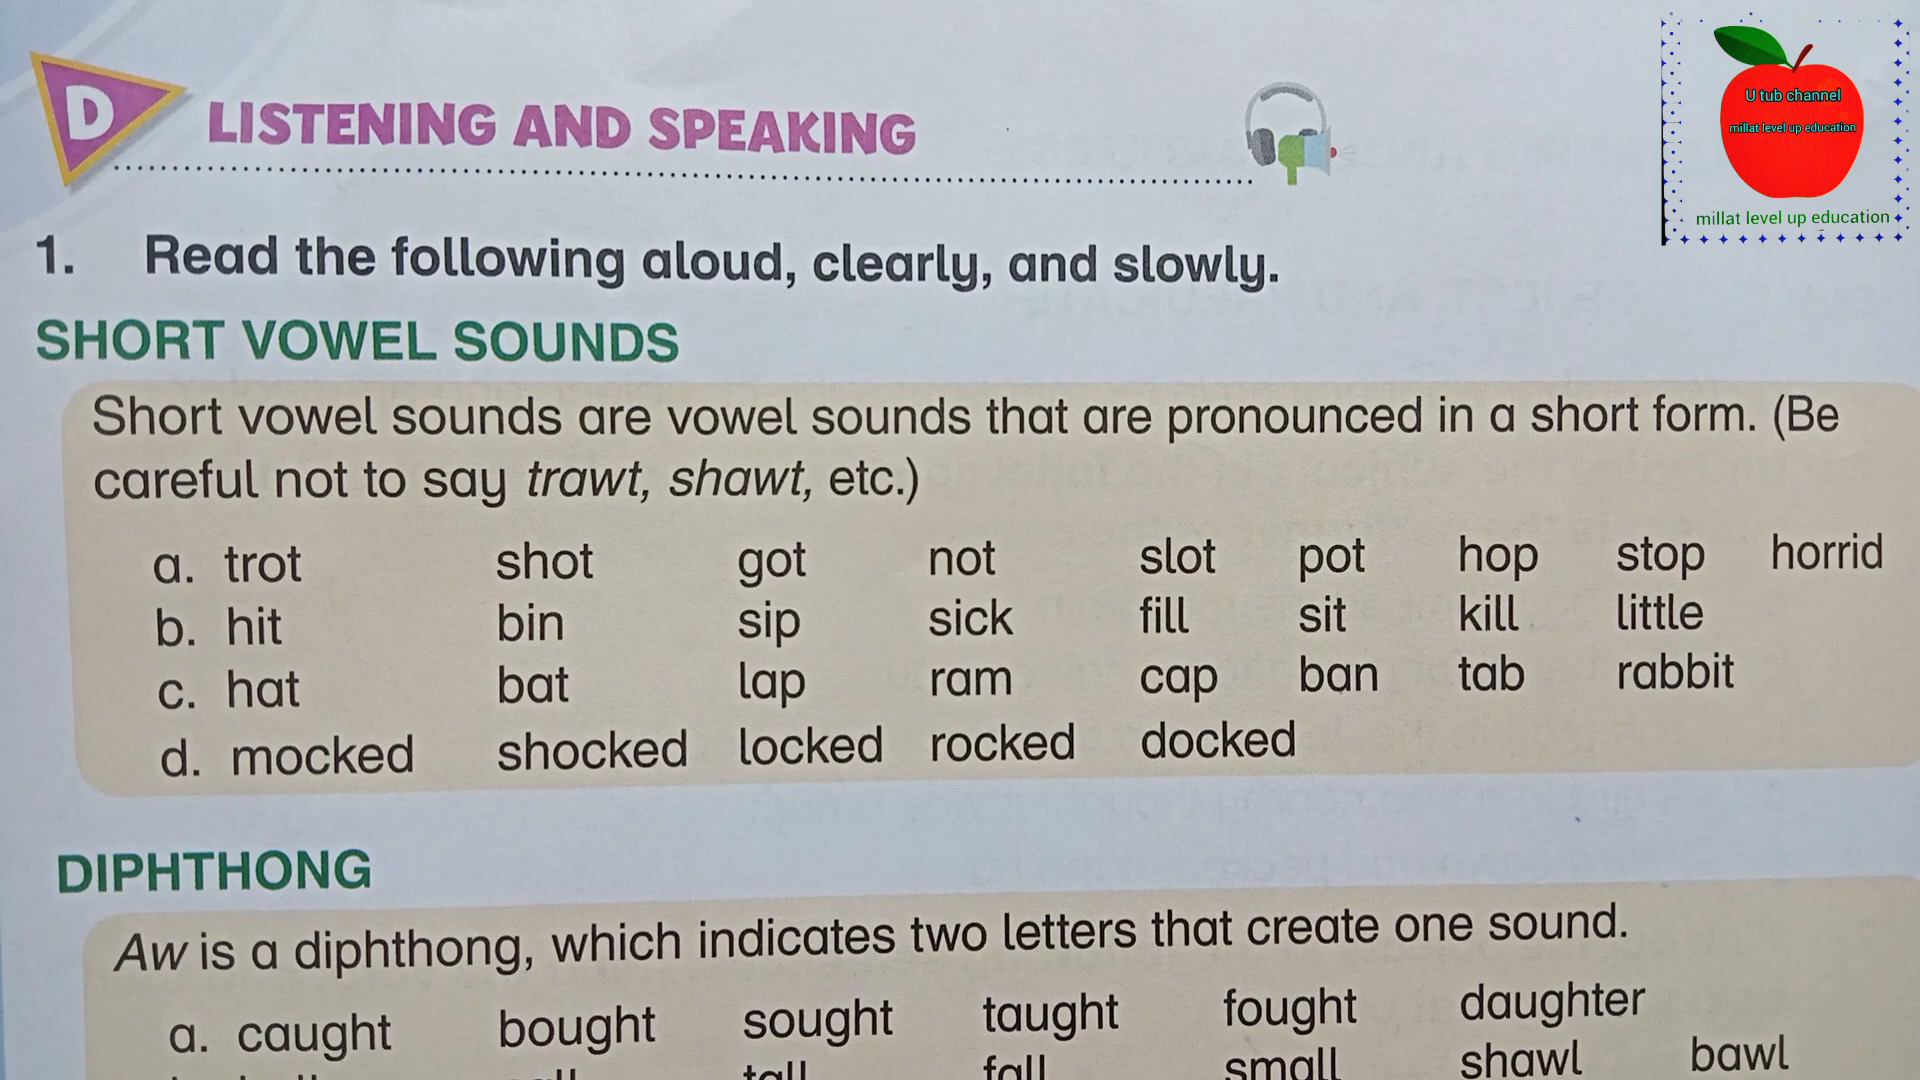 D LISTENING AND SPEAKING
U tub channel
millat level up education
millat level up education
1. Read the following aloud, clearly, and slowly.
SHORT VOWEL SOUNDS
Short vowel sounds are vowel sounds that are pronounced in a short form. (Be
careful not to say trawt, shawt, etc.)
a. trot shot got not slot pot hop stop horrid
b. hit bin sip sick fill sit kill little
c. hat bat lap ram cap ban tab rabbit
d. mocked shocked locked rocked docked
DIPHTHONG
Aw is a diphthong, which indicates two letters that create one sound.
a. caught bought sought taught fought daughter
tall fall small shawl bawl